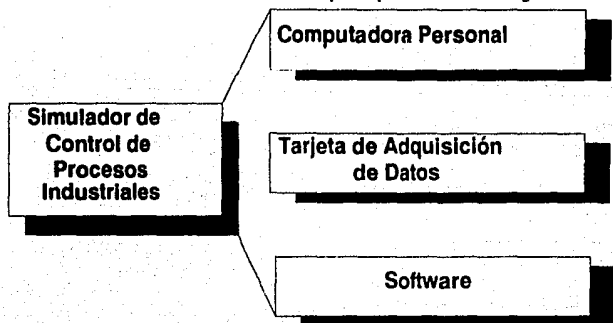 Computadora Personal
Simulador de
Control de
Procesos
Industriales
Tarjeta de Adquisición
de Datos
Software